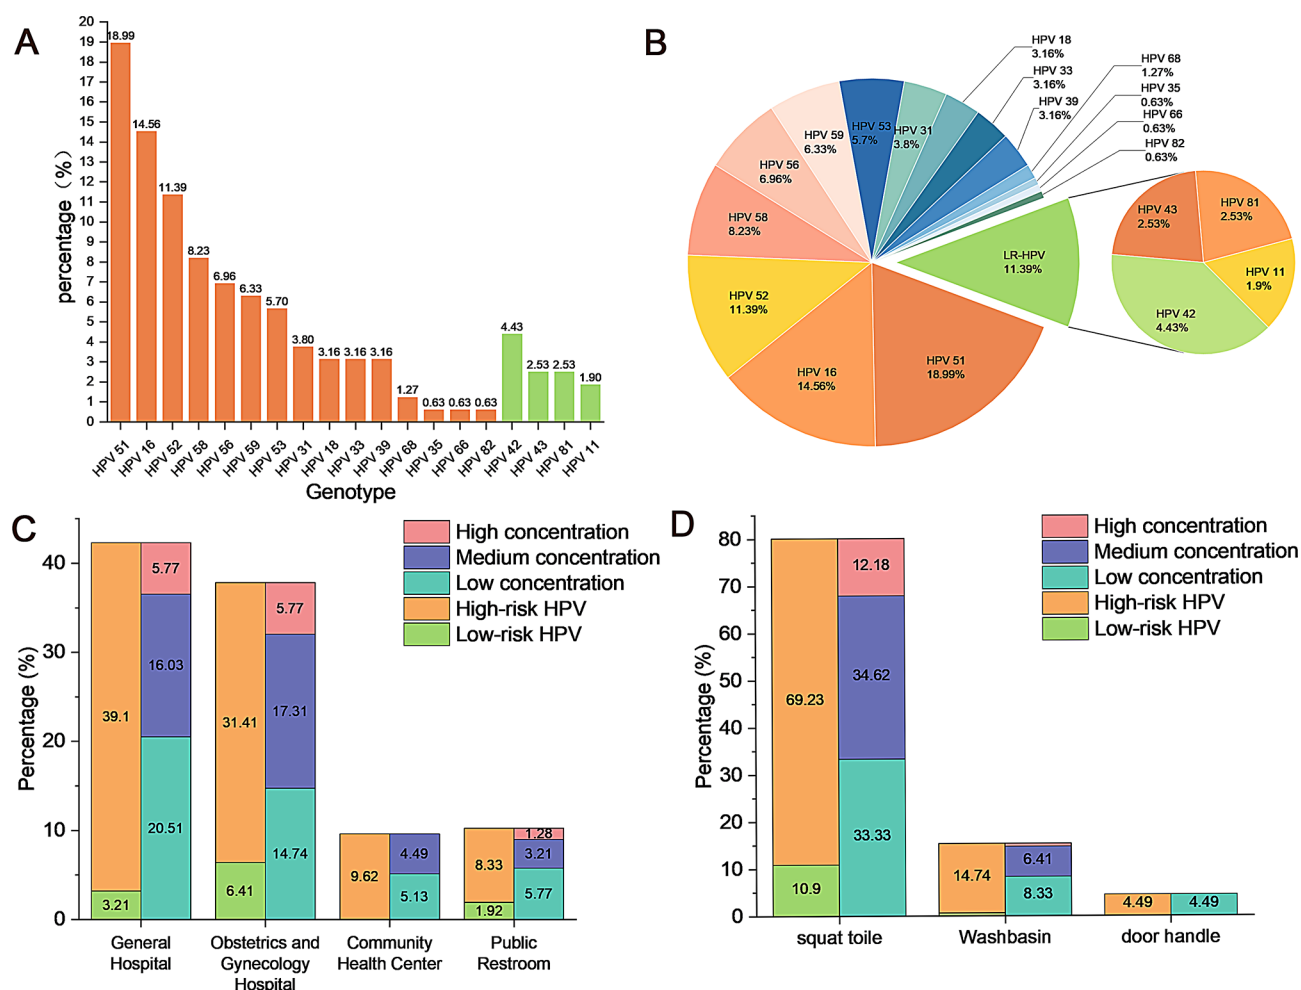 A
percentage（%）
20
19
18
17
16
15
14
13
12
11
10
9
8
7
6
5
4
3
2
1
0
18.99
14.56
11.39
8.23
6.96
6.33
5.70
3.80
3.16
3.16
3.16
1.27
0.63
0.63
0.63
4.43
2.53
2.53
1.90
HPV 51
HPV 16
HPV 52
HPV 58
HPV 56
HPV 59
HPV 53
HPV 31
HPV 18
HPV 33
HPV 39
HPV 68
HPV 35
HPV 66
HPV 82
HPV 42
HPV 43
HPV 81
HPV 11
Genotype
B
HPV 18
3.16%
HPV 33
3.16%
HPV 39
3.16%
HPV 68
1.27%
HPV 35
0.63%
HPV 66
0.63%
HPV 82
0.63%
HPV 31
3.8%
HPV 53
5.7%
HPV 59
6.33%
HPV 56
6.96%
HPV 58
8.23%
HPV 52
11.39%
HPV 16
14.56%
HPV 51
18.99%
LR-HPV
11.39%
HPV 43
2.53%
HPV 81
2.53%
HPV 11
1.9%
HPV 42
4.43%
C
Percentage (%)
40
30
20
10
0
High concentration
Medium concentration
Low concentration
High-risk HPV
Low-risk HPV
39.1
3.21
5.77
16.03
20.51
31.41
6.41
5.77
17.31
14.74
9.62
4.49
5.13
8.33
1.92
1.28
3.21
5.77
General
Hospital
Obstetrics and
Gynecology
Hospital
Community
Health Center
Public
Restroom
D
Percentage (%)
80
70
60
50
40
30
20
10
0
High concentration
Medium concentration
Low concentration
High-risk HPV
Low-risk HPV
69.23
10.9
12.18
34.62
33.33
14.74
6.41
8.33
4.49
4.49
squat toile
Washbasin
door handle